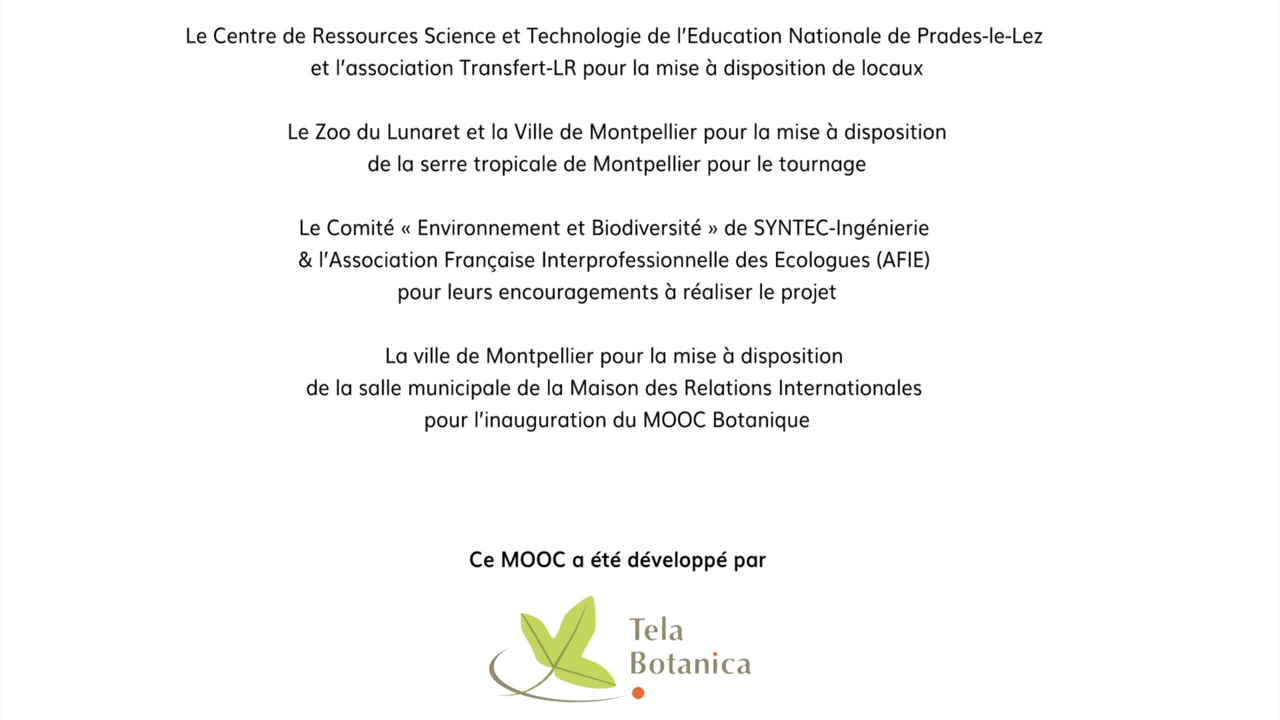 Le Centre de Ressources Science et Technologie de l'Education Nationale de Prades-le-Lez
et l'association Transfert-LR pour la mise à disposition de locaux
Le Zoo du Lunaret et la Ville de Montpellier pour la mise à disposition
de la serre tropicale de Montpellier pour le tournage
Le Comité « Environnement et Biodiversité » de SYNTEC-Ingénierie
& l'Association Française Interprofessionnelle des Ecologues (AFIE)
pour leurs encouragements à réaliser le projet
La ville de Montpellier pour la mise à disposition
de la salle municipale de la Maison des Relations Internationales
pour l'inauguration du MOOC Botanique
Ce MOOC a été développé par
Tela
Botanica